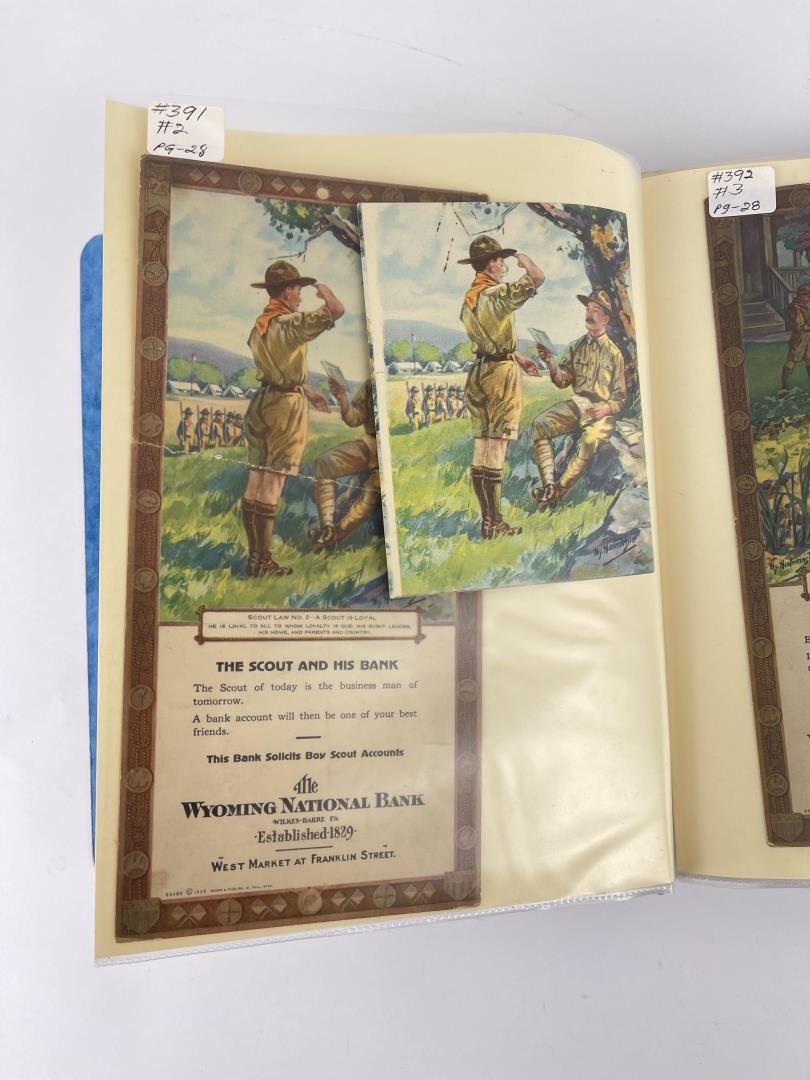 #391
#2
PG-28
#392
#3
P9-28
SCOUT LAW NO. 2—A SCOUT IS LOYAL
HE IS LOYAL TO ALL TO WHOM LOYALTY IS DUE; HIS SCOUT LEADER,
HIS HOME, AND PARENTS AND COUNTRY.
THE SCOUT AND HIS BANK
The Scout of today is the business man of
tomorrow.
A bank account will then be one of your best
friends.
This Bank Solicits Boy Scout Accounts
The
WYOMING NATIONAL BANK
WILKES-BARRE PA
·Established·1829·
WEST MARKET AT FRANKLIN STREET.